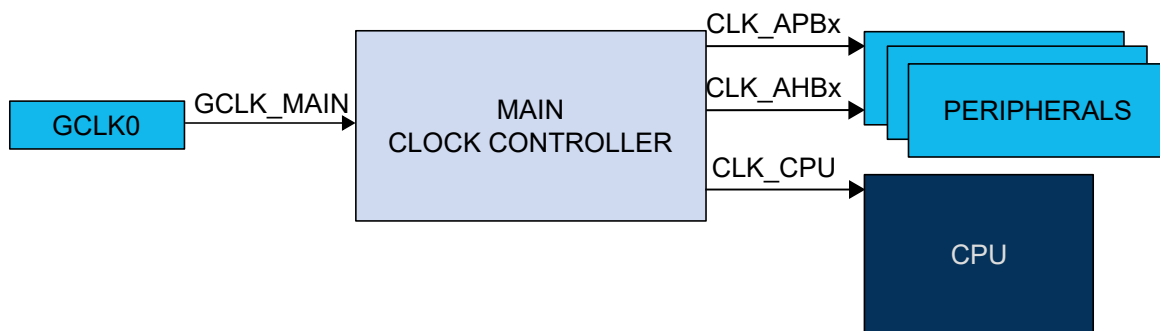 GCLK0
GCLK_MAIN
MAIN
CLOCK CONTROLLER
CLK_APBx
CLK_AHBx
CLK_CPU
PERIPHERALS
CPU